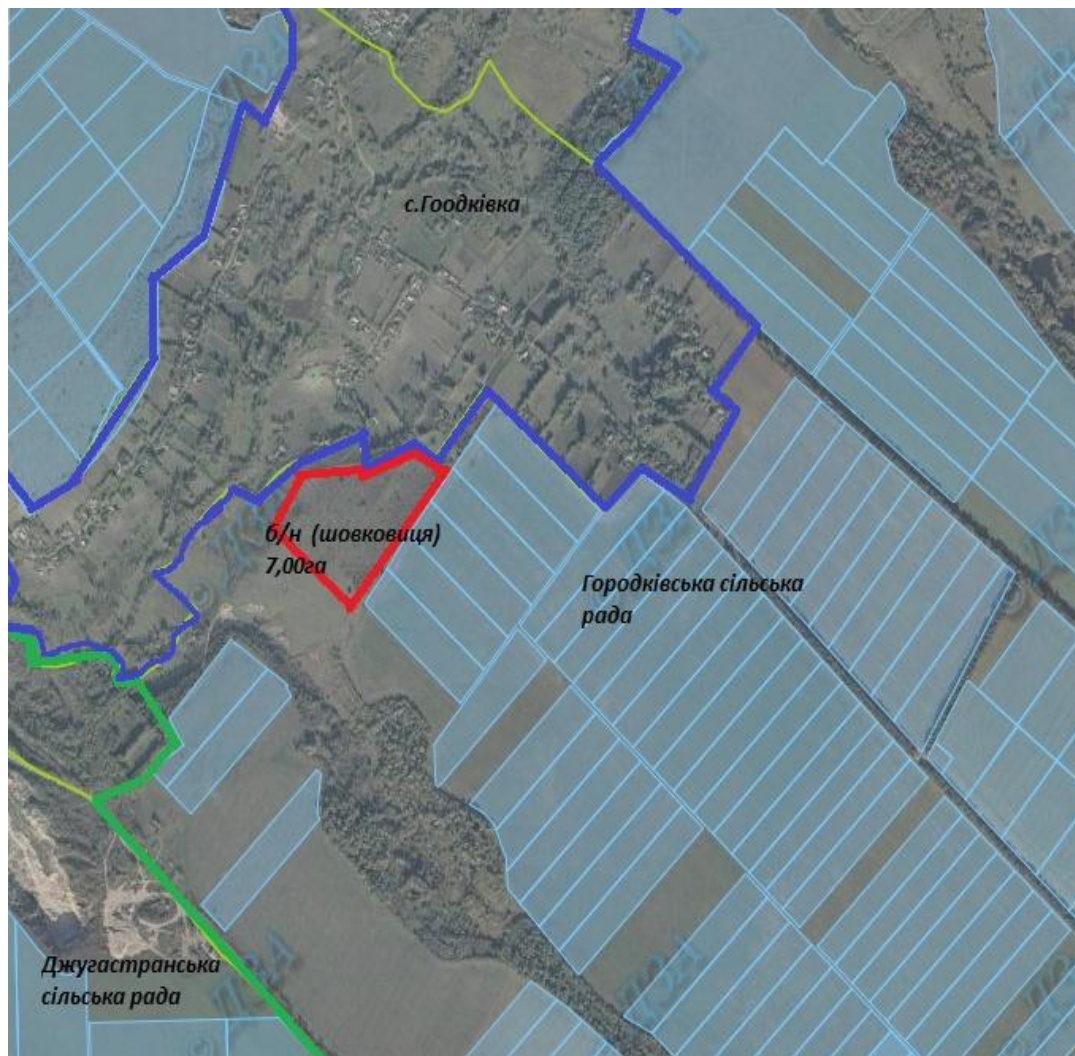 с.Гоодківка
б/н (шовковиця)
7,00га
Городківська сільська
рада
Джугастранська
сільська рада